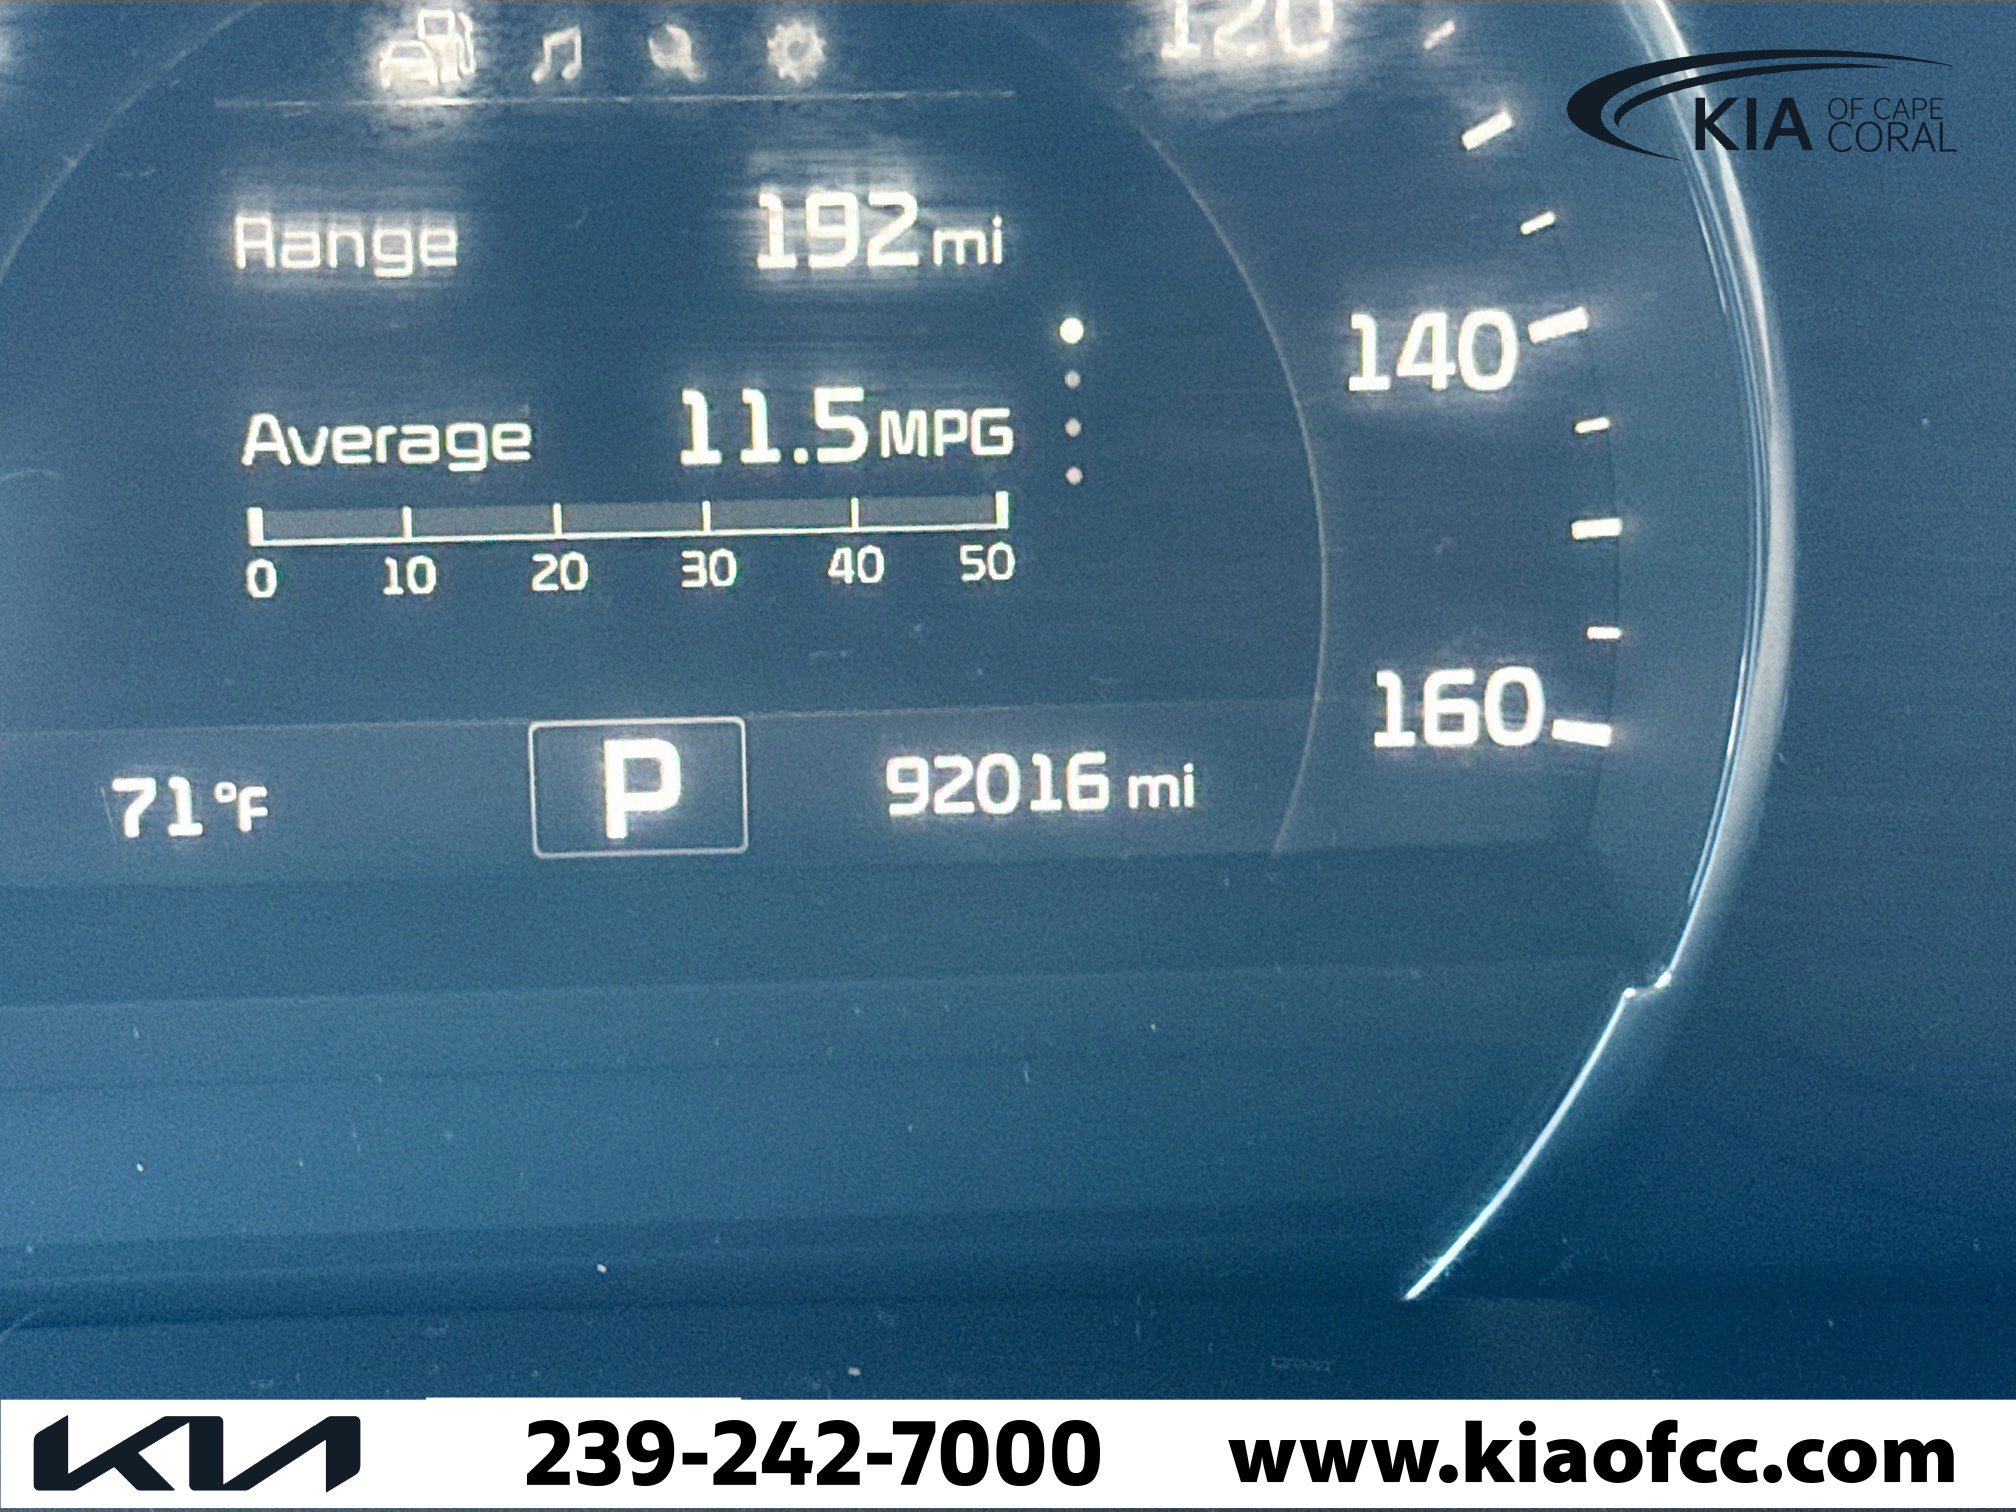 120
KIA OF CAPE CORAL
Range 192 mi
140
Average 11.5 MPG
0 10 20 30 40 50
160
71°F P 92016 mi
KIA 239-242-7000 www.kiaofcc.com